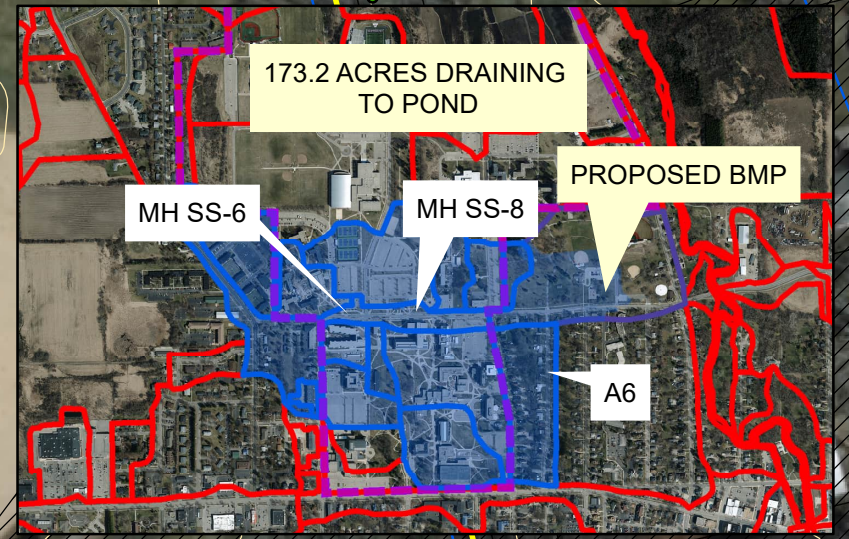 173.2 ACRES DRAINING
TO POND
PROPOSED BMP
MH SS-6
MH SS-8
A6